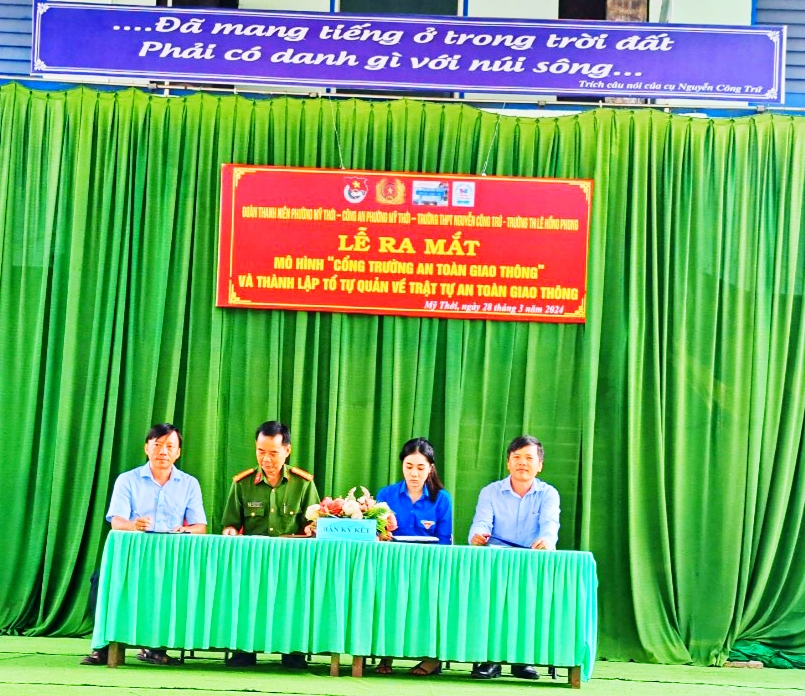 ....Đã mang tiếng ở trong trời đất
Phải có danh gì với núi sông...
Trích câu nói của cụ Nguyễn Công Trứ
ĐOÀN THANH NIÊN PHƯỜNG MỸ THỚI – CÔNG AN PHƯỜNG MỸ THỚI – TRƯỜNG THPT NGUYỄN CÔNG TRỨ - TRƯỜNG TH LÊ HỒNG PHONG
LỄ RA MẮT
MÔ HÌNH "CỔNG TRƯỜNG AN TOÀN GIAO THÔNG"
VÀ THÀNH LẬP TỔ TỰ QUẢN VỀ TRẬT TỰ AN TOÀN GIAO THÔNG
Mỹ Thới, ngày 28 tháng 3 năm 2024
BÀN KÝ KẾT